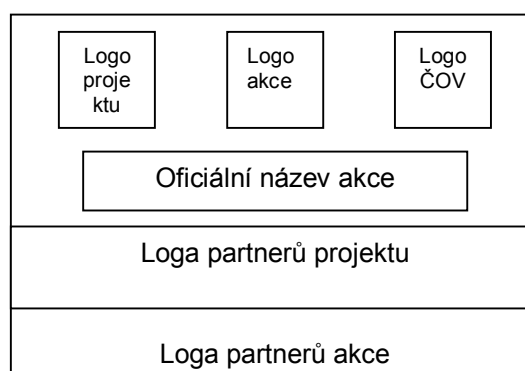 Logo
proje
ktu
Logo
akce
Logo
ČOV
Oficiální název akce
Loga partnerů projektu
Loga partnerů akce